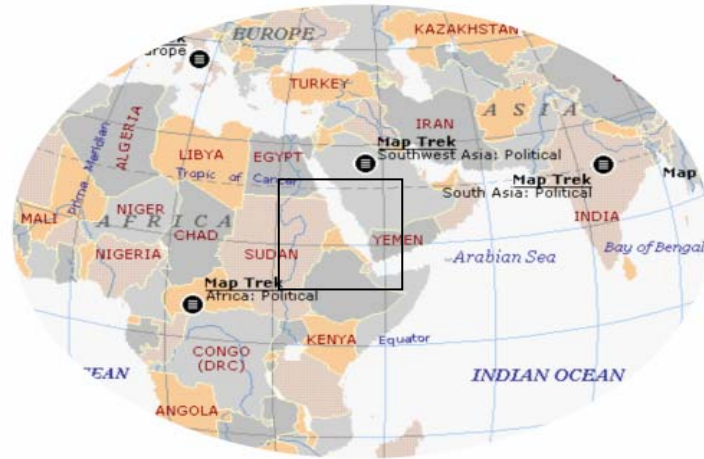 KAZAKHSTAN
EUROPE
TURKEY
ASIA
IRAN
Map Trek
Southwest Asia: Political
ALGERIA
LIBYA
EGYPT
Prime Meridian
Tropic of Cancer
Map Trek
South Asia: Political
Map
MALI
NIGER
AFRICA
CHAD
INDIA
NIGERIA
SUDAN
YEMEN
Arabian Sea
Bay of Bengal
Map Trek
Africa: Political
KENYA
Equator
CONGO
(DRC)
INDIAN OCEAN
ANGOLA